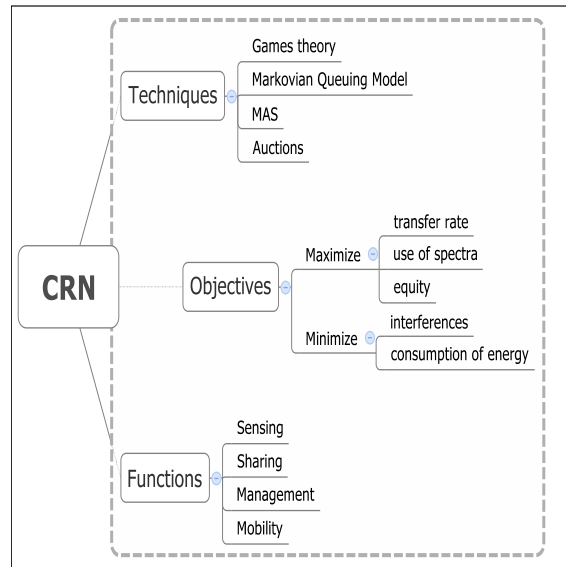 CRN
Techniques
Games theory
Markovian Queuing Model
MAS
Auctions
Objectives
Maximize
transfer rate
use of spectra
equity
Minimize
interferences
consumption of energy
Functions
Sensing
Sharing
Management
Mobility